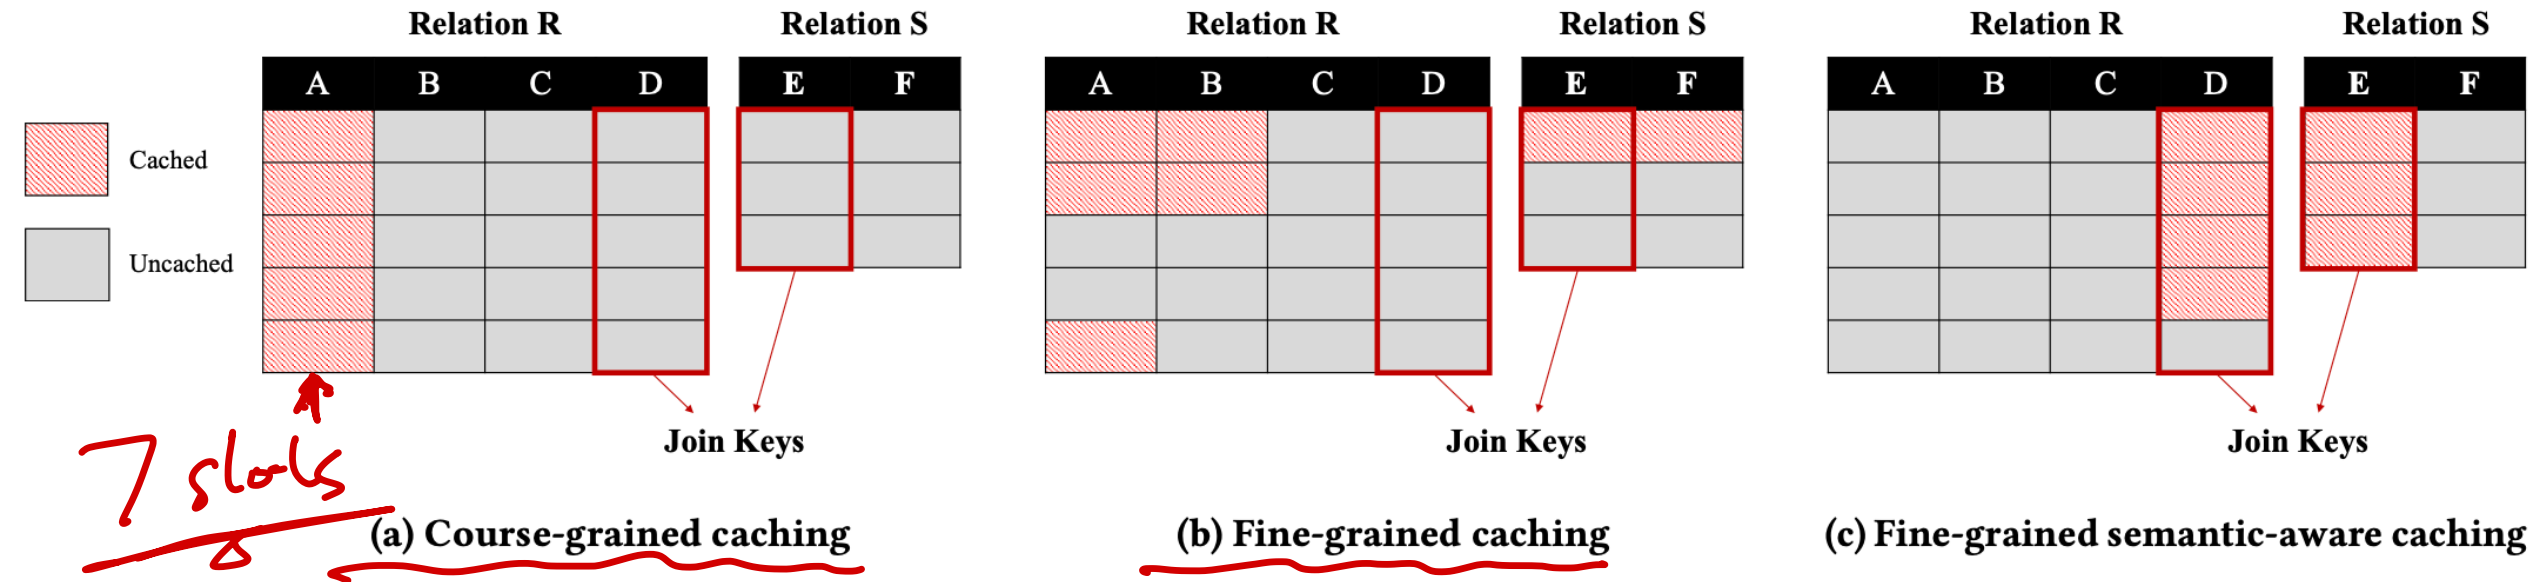 Relation R Relation S Relation R Relation S Relation R Relation S
A B C D E F A B C D E F A B C D E F
Cached
Uncached
Join Keys Join Keys Join Keys
7 slots
(a) Course-grained caching (b) Fine-grained caching (c) Fine-grained semantic-aware caching